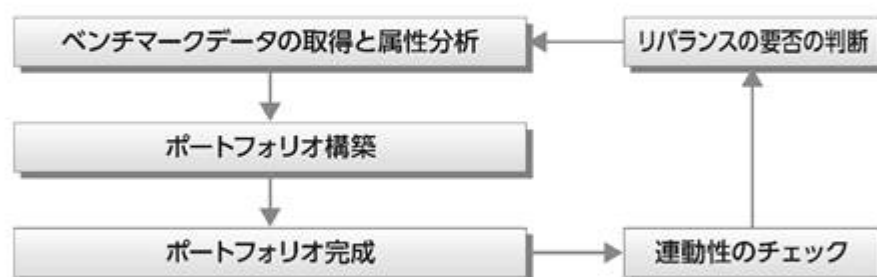 ベンチマークデータの取得と属性分析
リバランスの要否の判断
ポートフォリオ構築
ポートフォリオ完成
連動性のチェック